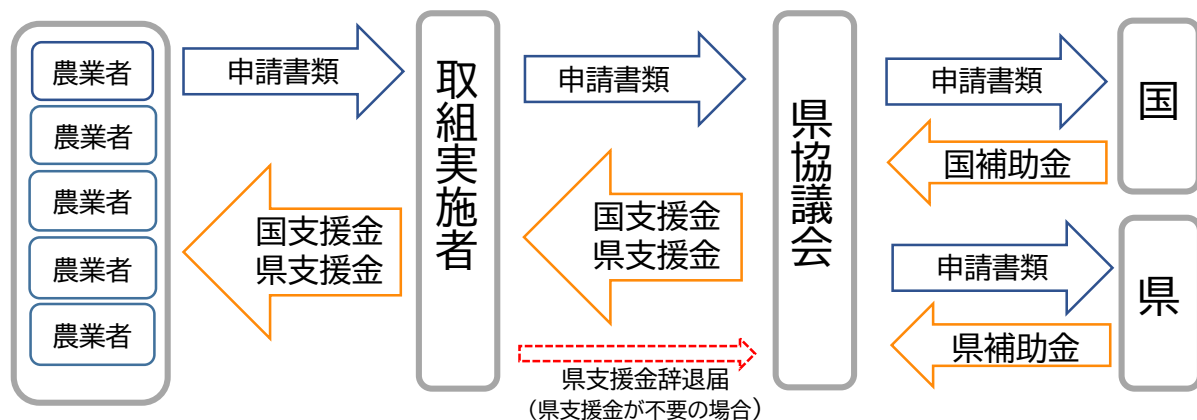 農業者
農業者
農業者
農業者
農業者
申請書類
国支援金
県支援金
取組実施者
申請書類
国支援金
県支援金
県支援金辞退届
（県支援金が不要の場合）
県協議会
申請書類
国補助金
申請書類
県補助金
国
県